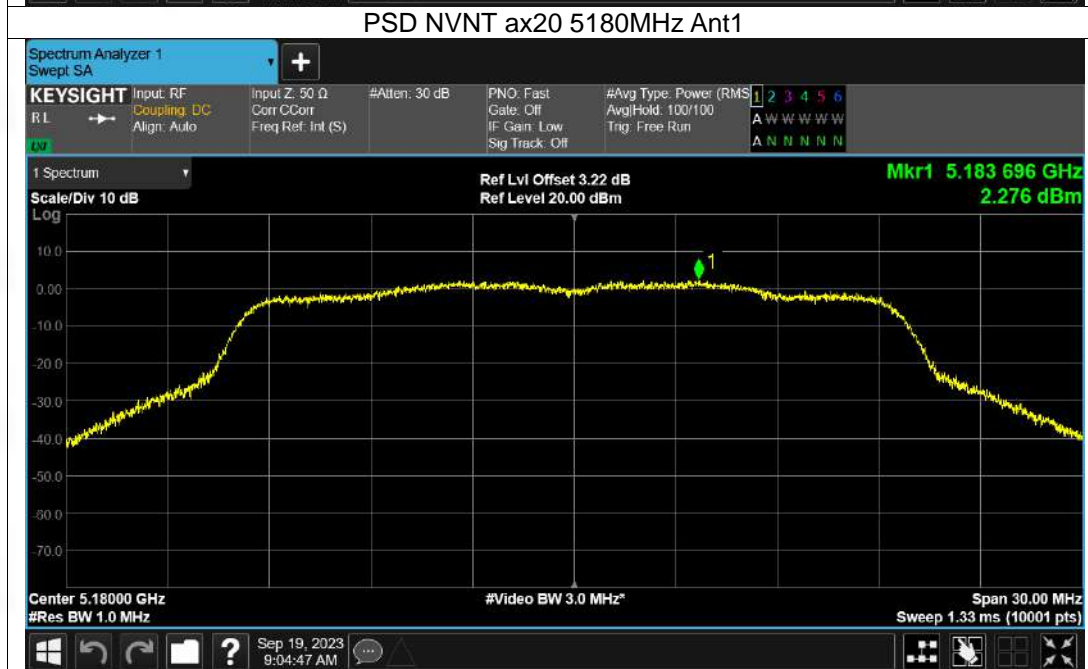 PSD NVNT ax20 5180MHz Ant1
Spectrum Analyzer 1
Swept SA
+
KEYSIGHT
RL
LXI
Input: RF
Coupling: DC
Align: Auto
Input Z: 50 Ω
Corr CCorr
Freq Ref: Int (S)
#Atten: 30 dB
PNO: Fast
Gate: Off
IF Gain: Low
Sig Track: Off
#Avg Type: Power (RMS
Avg|Hold: 100/100
Trig: Free Run
1 2 3 4 5 6
A W W W W W
A N N N N N
1 Spectrum
Scale/Div 10 dB
Ref Lvl Offset 3.22 dB
Ref Level 20.00 dBm
Mkr1 5.183 696 GHz
2.276 dBm
Log
10.0
0.00
-10.0
-20.0
-30.0
-40.0
-50.0
-60.0
-70.0
1
Center 5.18000 GHz
#Res BW 1.0 MHz
#Video BW 3.0 MHz*
Span 30.00 MHz
Sweep 1.33 ms (10001 pts)
?
Sep 19, 2023
9:04:47 AM